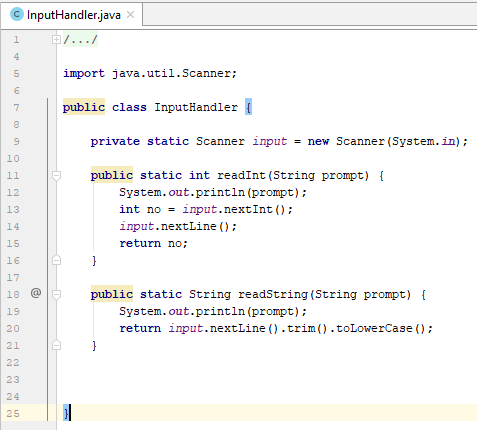 InputHandler.java
1 /.../
4
5 import java.util.Scanner;
6
7 public class InputHandler {
8
9 private static Scanner input = new Scanner(System.in);
10
11 public static int readInt(String prompt) {
12 System.out.println(prompt);
13 int no = input.nextInt();
14 input.nextLine();
15 return no;
16 }
17
18 @ public static String readString(String prompt) {
19 System.out.println(prompt);
20 return input.nextLine().trim().toLowerCase();
21 }
22
23
24
25 }